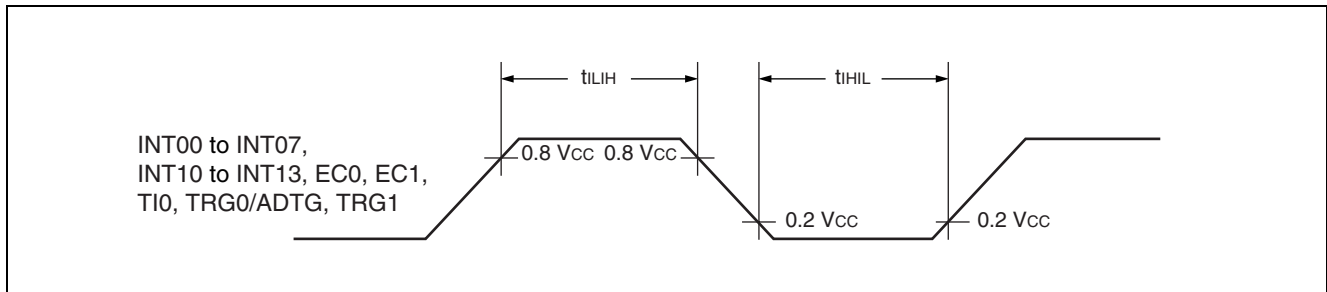 tILIH
tIHIL
INT00 to INT07,
INT10 to INT13, EC0, EC1,
TI0, TRG0/ADTG, TRG1
0.8 VCC 0.8 VCC
0.2 VCC
0.2 VCC